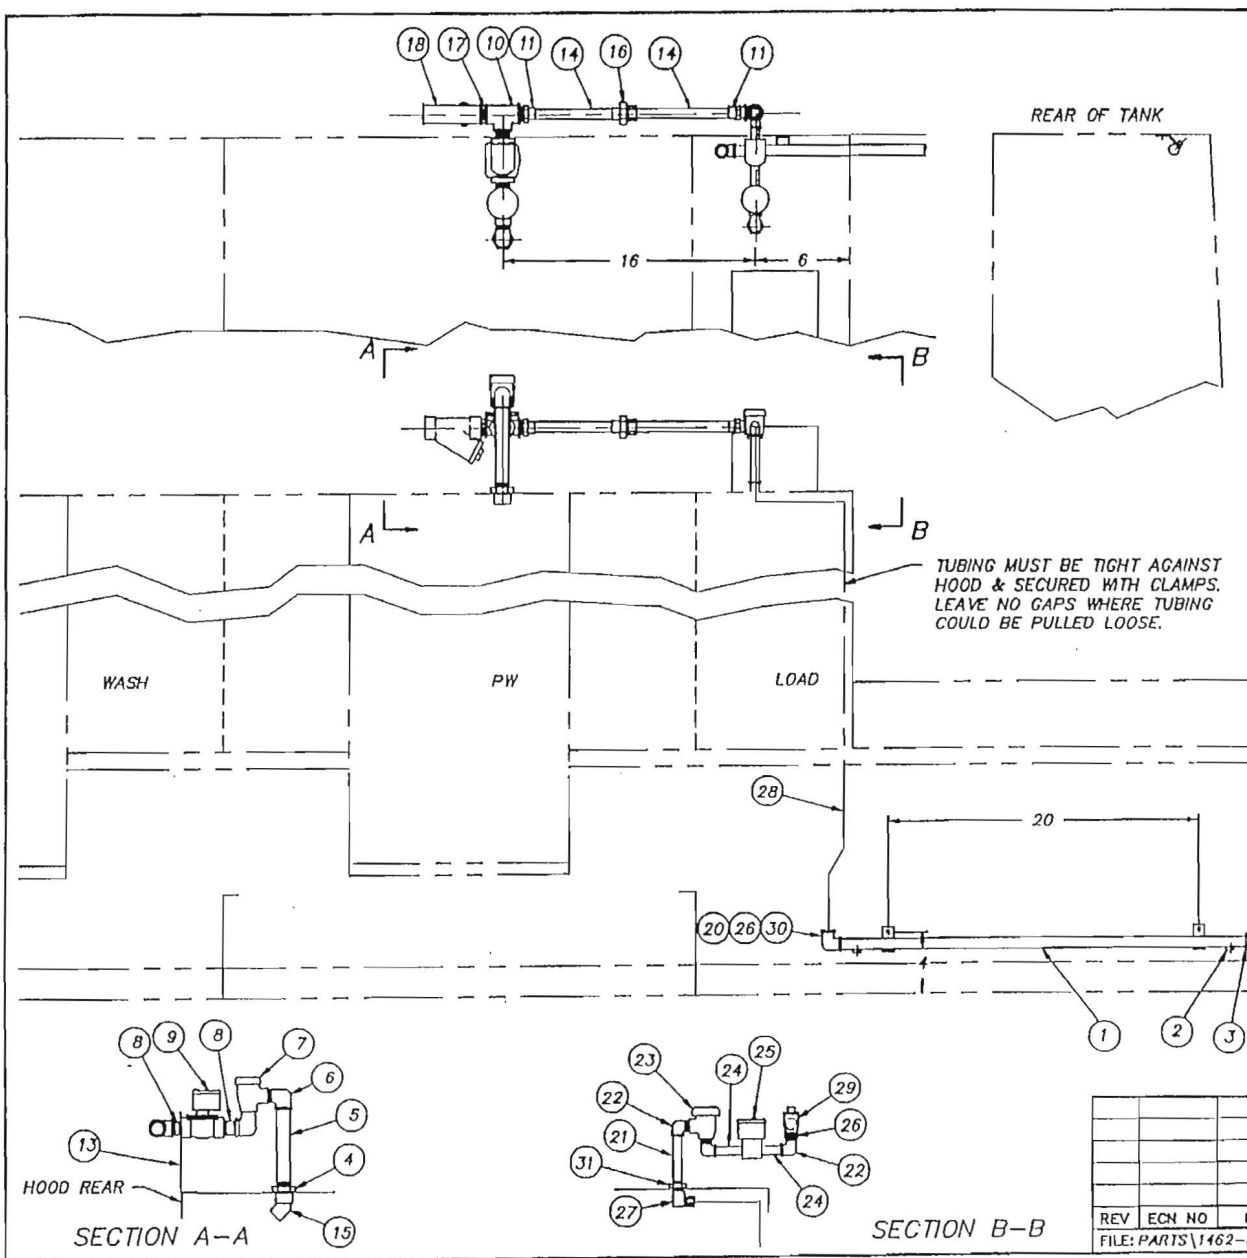 18 17 10 11 14 16 14 11
REAR OF TANK
16 6
A B
A B
TUBING MUST BE TIGHT AGAINST
HOOD & SECURED WITH CLAMPS.
LEAVE NO GAPS WHERE TUBING
COULD BE PULLED LOOSE.
WASH PW LOAD
28
20
20 26 30
1 2 3
8 9 8 7
6
5
13
4
HOOD REAR
15
SECTION A-A
23 24 25 29
22
26
21
22
31
24
27
SECTION B-B
REV ECN NO
FILE: PARTS\1462-